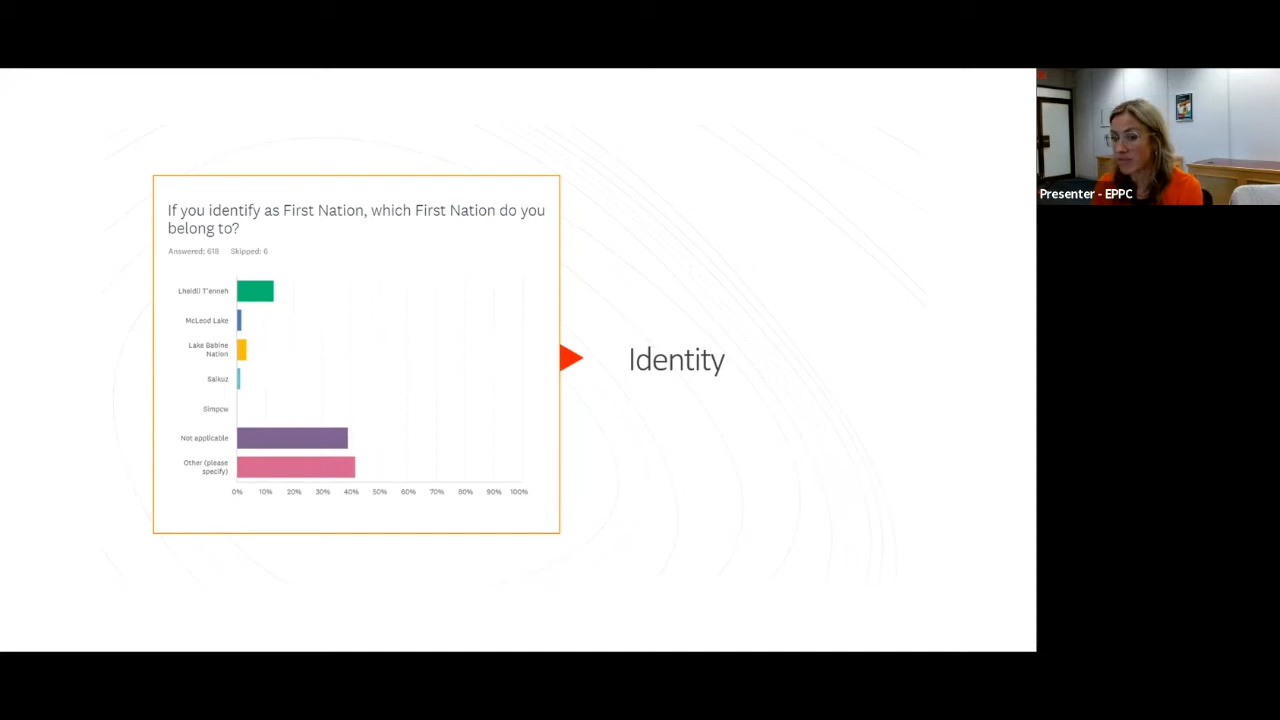 If you identify as First Nation, which First Nation do you
belong to?
Answered: 618 Skipped: 6
Lheidli T'enneh
McLeod Lake
Lake Babine
Nation
Saikuz
Simpcw
Not applicable
Other (please
specify)
0% 10% 20% 30% 40% 50% 60% 70% 80% 90% 100%
Identity
Presenter - EPPC